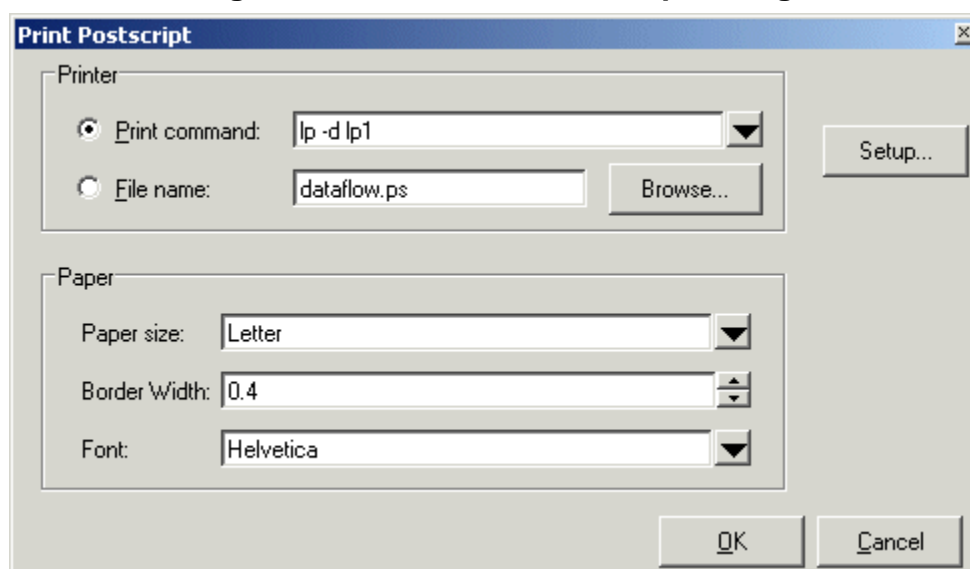 Print Postscript
Printer
Print command: lp -d lp1
Setup...
File name: dataflow.ps Browse...
Paper
Paper size: Letter
Border Width: 0.4
Font: Helvetica
OK Cancel